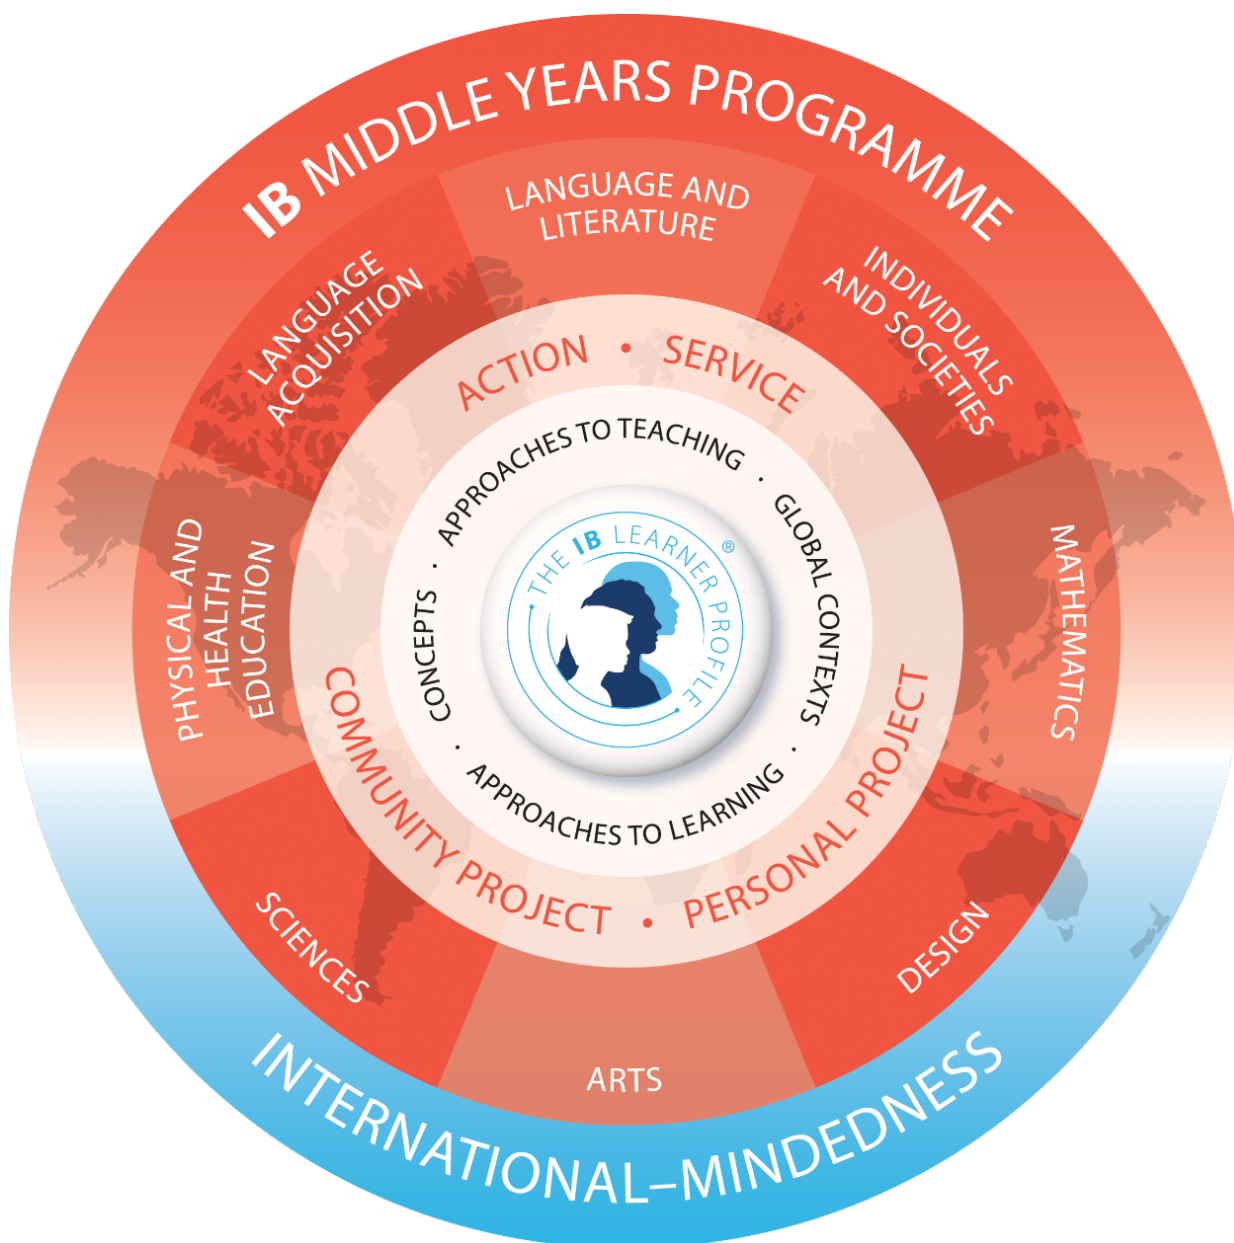 IB MIDDLE YEARS PROGRAMME
LANGUAGE AND
LITERATURE
INDIVIDUALS
AND SOCIETIES
MATHEMATICS
DESIGN
ARTS
SCIENCES
PHYSICAL AND
HEALTH
EDUCATION
LANGUAGE
ACQUISITION
ACTION • SERVICE
PERSONAL PROJECT
•
COMMUNITY PROJECT
APPROACHES TO TEACHING ·
GLOBAL CONTEXTS ·
APPROACHES TO LEARNING ·
CONCEPTS ·
THE IB LEARNER PROFILE
®
INTERNATIONAL–MINDEDNESS